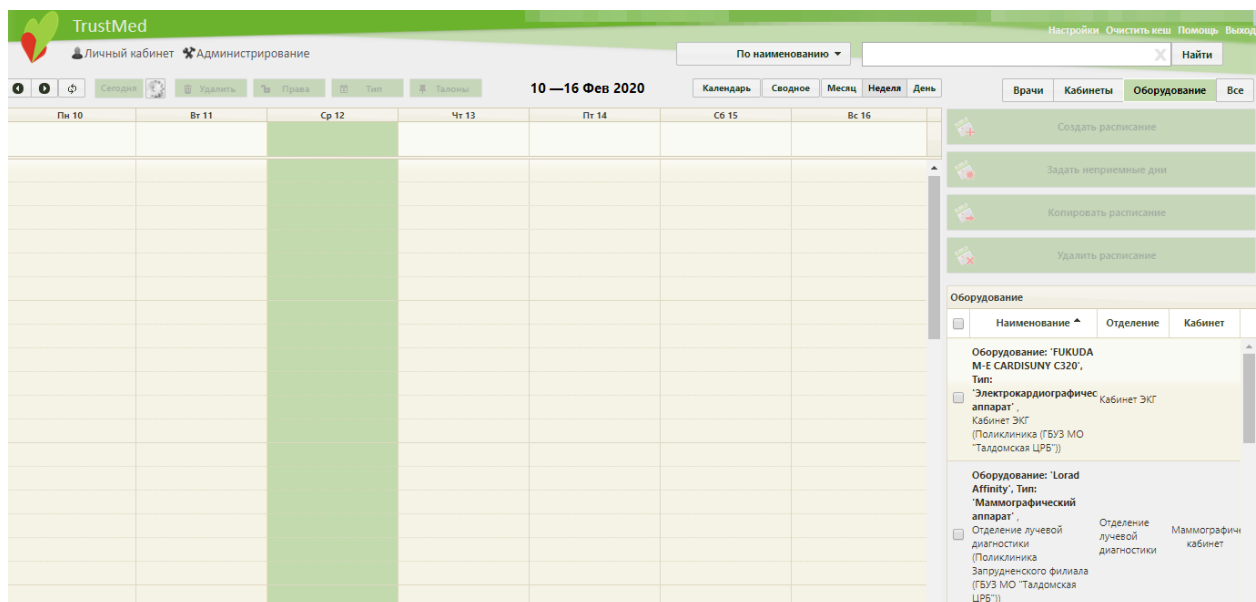 TrustMed
Настройки Очистить кеш Помощь Выход
Личный кабинет Администрирование
По наименованию
Найти
Сегодня Удалить Права Тип Талоны
10 —16 Фев 2020
Календарь Сводное Месяц Неделя День
Врачи Кабинеты Оборудование Все
Пн 10 Вт 11 Ср 12 Чт 13 Пт 14 Сб 15 Вс 16
Создать расписание
Задать неприемные дни
Копировать расписание
Удалить расписание
Оборудование
Наименование Отделение Кабинет
Оборудование: 'FUKUDA
M-E CARDISUNY C320',
Тип:
'Электрокардиографичес
аппарат' ,
Кабинет ЭКГ
(Поликлиника (ГБУЗ МО
"Талдомская ЦРБ"))
Кабинет ЭКГ
Оборудование: 'Lorad
Affinity', Тип:
'Маммографический
аппарат' ,
Отделение лучевой
диагностики
(Поликлиника
Запрудненского филиала
(ГБУЗ МО "Талдомская
ЦРБ"))
Отделение
лучевой
диагностики
Маммографиче
кабинет